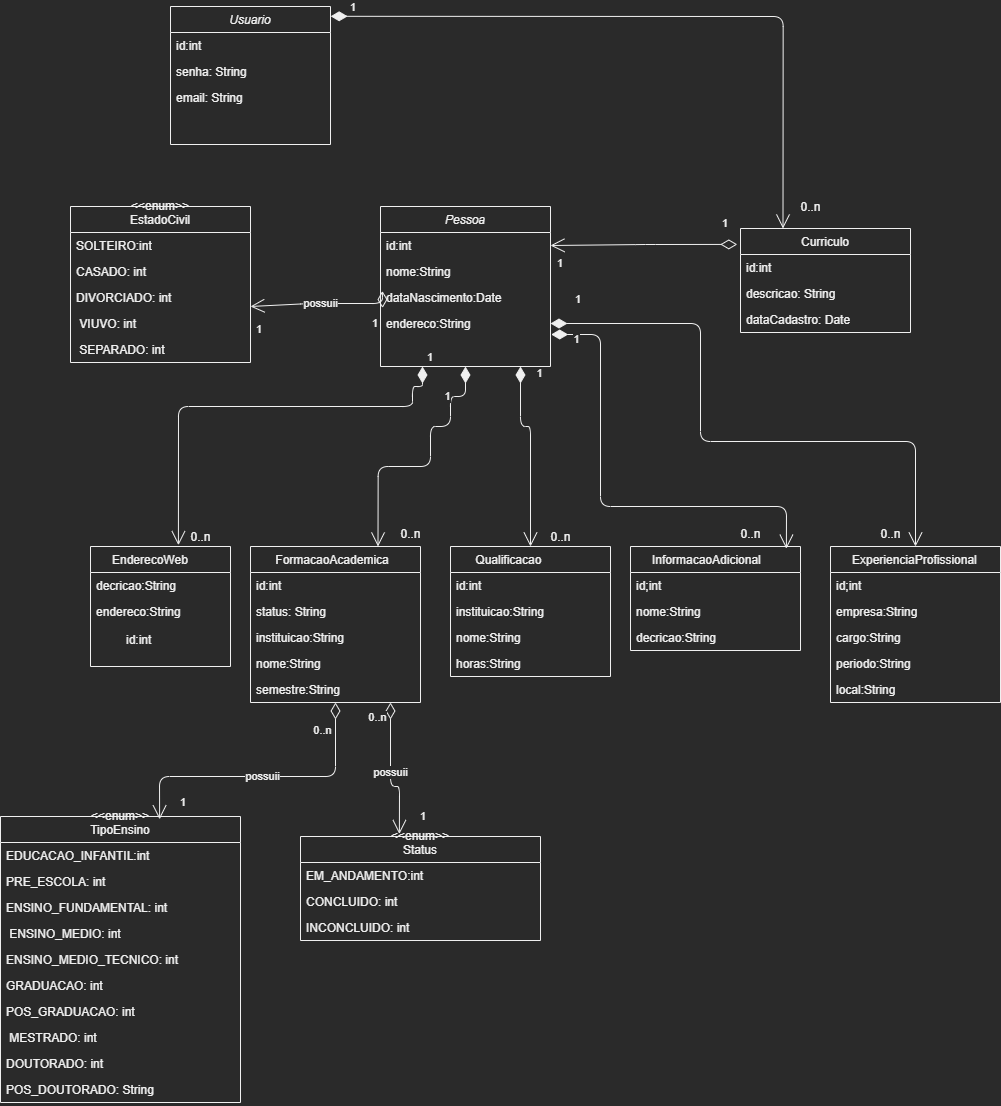 Usuario
id:int
senha: String
email: String
1
0..n
<<enum>>
EstadoCivil
SOLTEIRO:int
CASADO: int
DIVORCIADO: int
VIUVO: int
SEPARADO: int
possuii
1
1
Pessoa
id:int
nome:String
dataNascimento:Date
endereco:String
1
1
Curriculo
id:int
descricao: String
dataCadastro: Date
1
1
1
1
1
0..n
0..n
0..n
0..n
0..n
EnderecoWeb
decricao:String
endereco:String
id:int
FormacaoAcademica
id:int
status: String
instituicao:String
nome:String
semestre:String
Qualificacao
id:int
instituicao:String
nome:String
horas:String
InformacaoAdicional
id;int
nome:String
decricao:String
ExperienciaProfissional
id;int
empresa:String
cargo:String
periodo:String
local:String
0..n
0..n
possuii
possuii
1
1
<<enum>>
TipoEnsino
EDUCACAO_INFANTIL:int
PRE_ESCOLA: int
ENSINO_FUNDAMENTAL: int
ENSINO_MEDIO: int
ENSINO_MEDIO_TECNICO: int
GRADUACAO: int
POS_GRADUACAO: int
MESTRADO: int
DOUTORADO: int
POS_DOUTORADO: String
<<enum>>
Status
EM_ANDAMENTO:int
CONCLUIDO: int
INCONCLUIDO: int